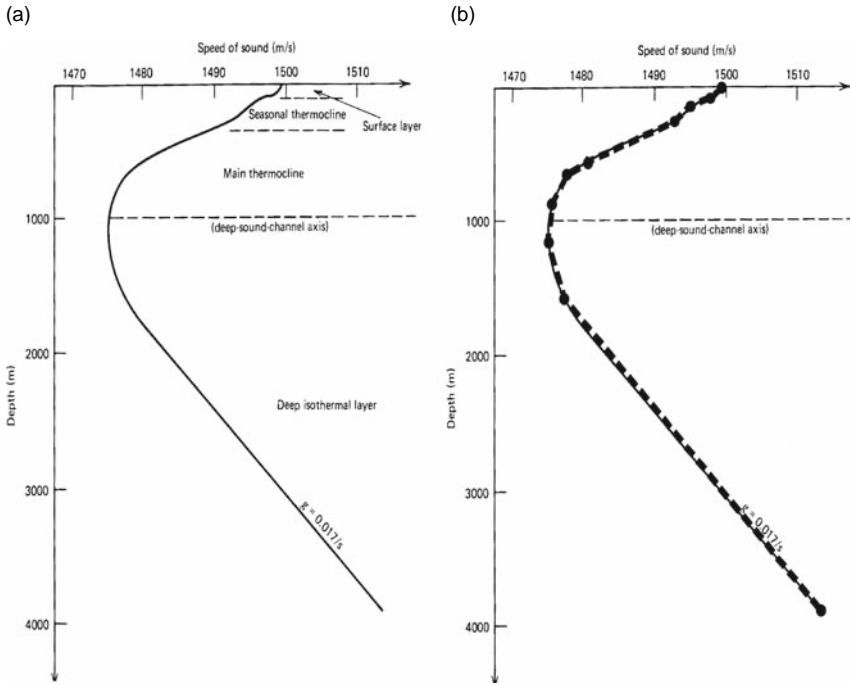 (a)
Speed of sound (m/s)
1470 1480 1490 1500 1510
Seasonal thermocline
Surface layer
Main thermocline
1000
(deep-sound-channel axis)
2000
Depth (m)
Deep isothermal layer
3000
g = 0.017/s
4000
(b)
Speed of sound (m/s)
1470 1480 1490 1500 1510
1000
(deep-sound-channel axis)
2000
Depth (m)
3000
g = 0.017/s
4000